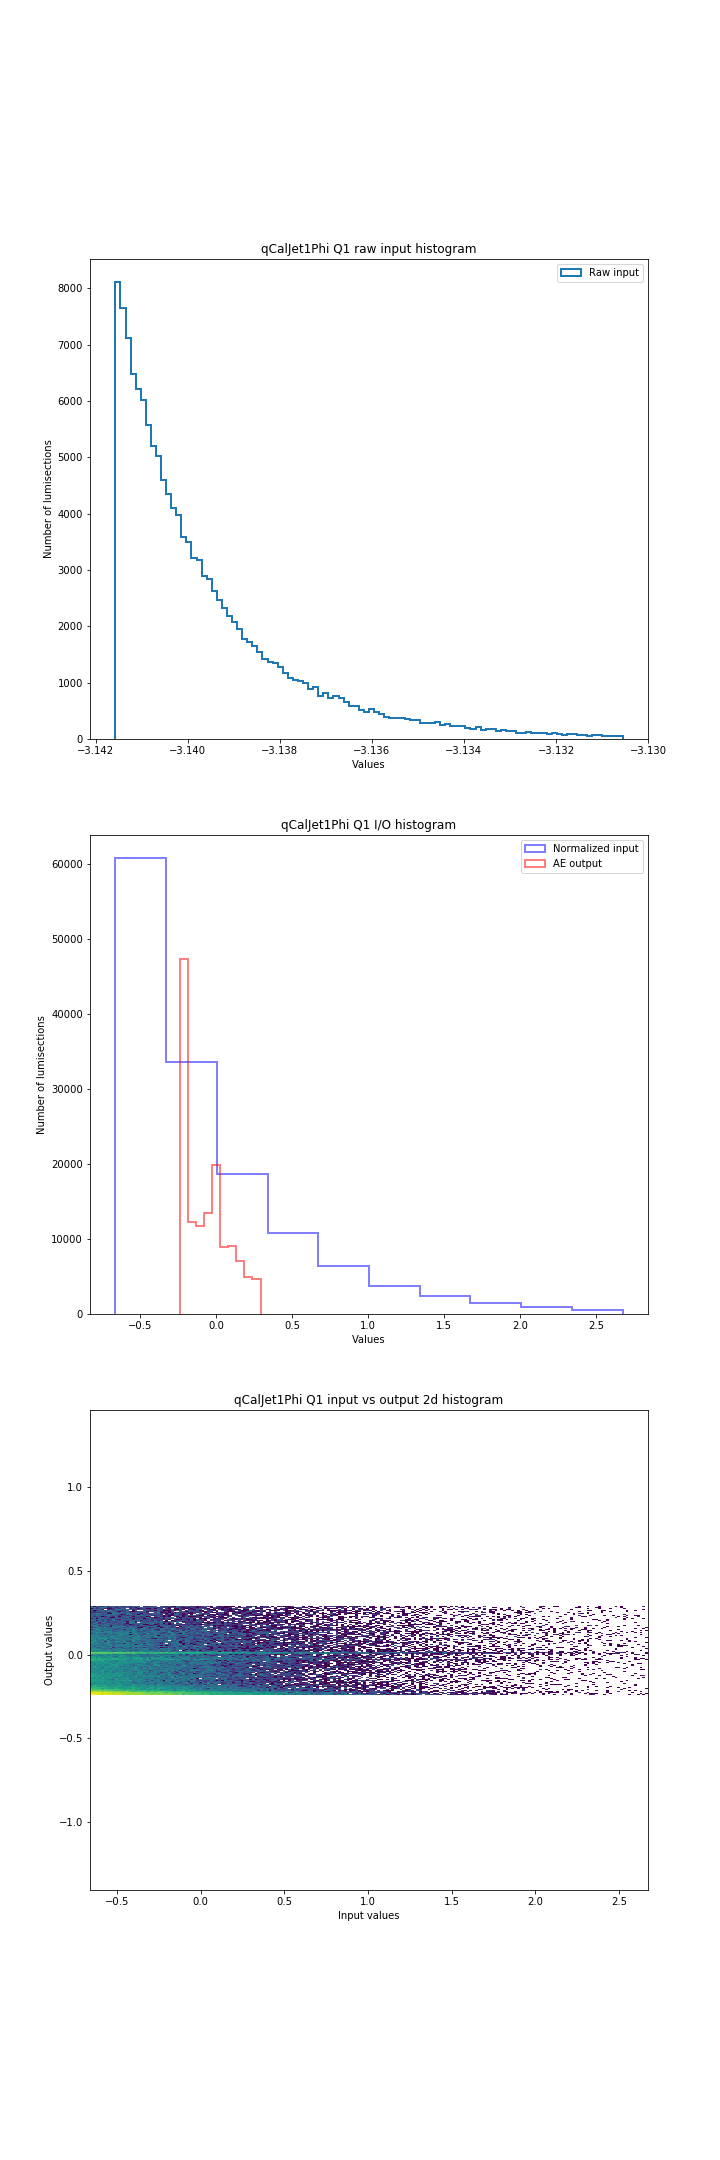 qCalJet1Phi Q1 raw input histogram
Raw input
8000
7000
6000
5000
4000
3000
2000
1000
0
Number of lumisections
−3.142 −3.140 −3.138 −3.136 −3.134 −3.132 −3.130
Values
qCalJet1Phi Q1 I/O histogram
Normalized input
AE output
60000
50000
40000
30000
20000
10000
0
Number of lumisections
−0.5 0.0 0.5 1.0 1.5 2.0 2.5
Values
qCalJet1Phi Q1 input vs output 2d histogram
1.0
0.5
0.0
−0.5
−1.0
Output values
−0.5 0.0 0.5 1.0 1.5 2.0 2.5
Input values